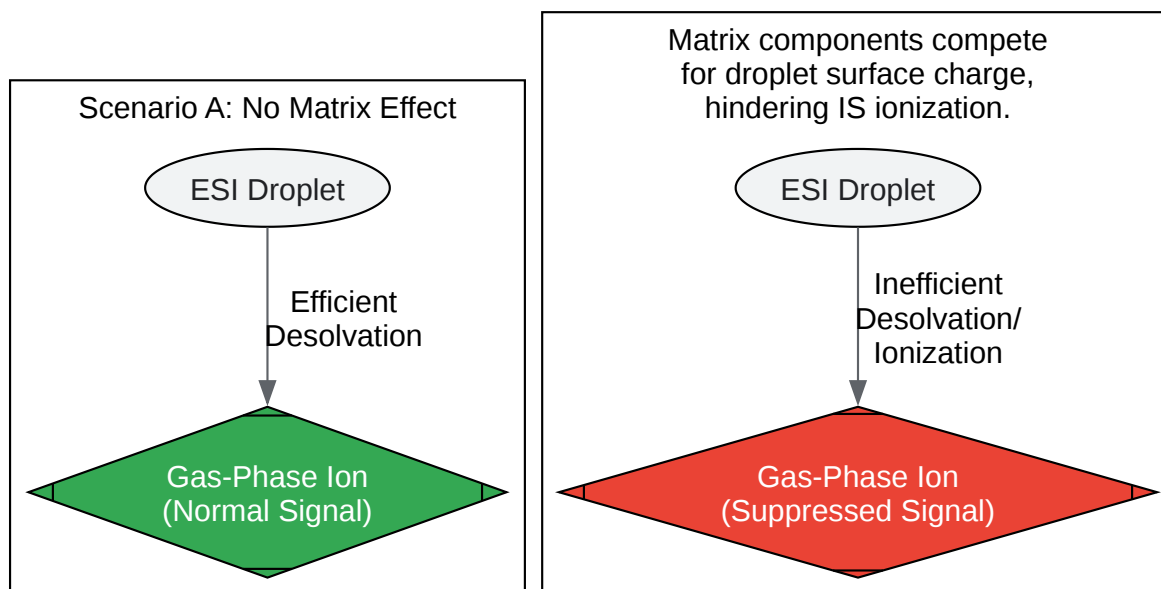 Scenario A: No Matrix Effect
ESI Droplet
Efficient
Desolvation
Gas-Phase Ion
(Normal Signal)
Matrix components compete
for droplet surface charge,
hindering IS ionization.
ESI Droplet
Inefficient
Desolvation/
Ionization
Gas-Phase Ion
(Suppressed Signal)